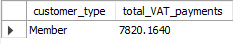 customer_type total_VAT_payments
Member 7820.1640